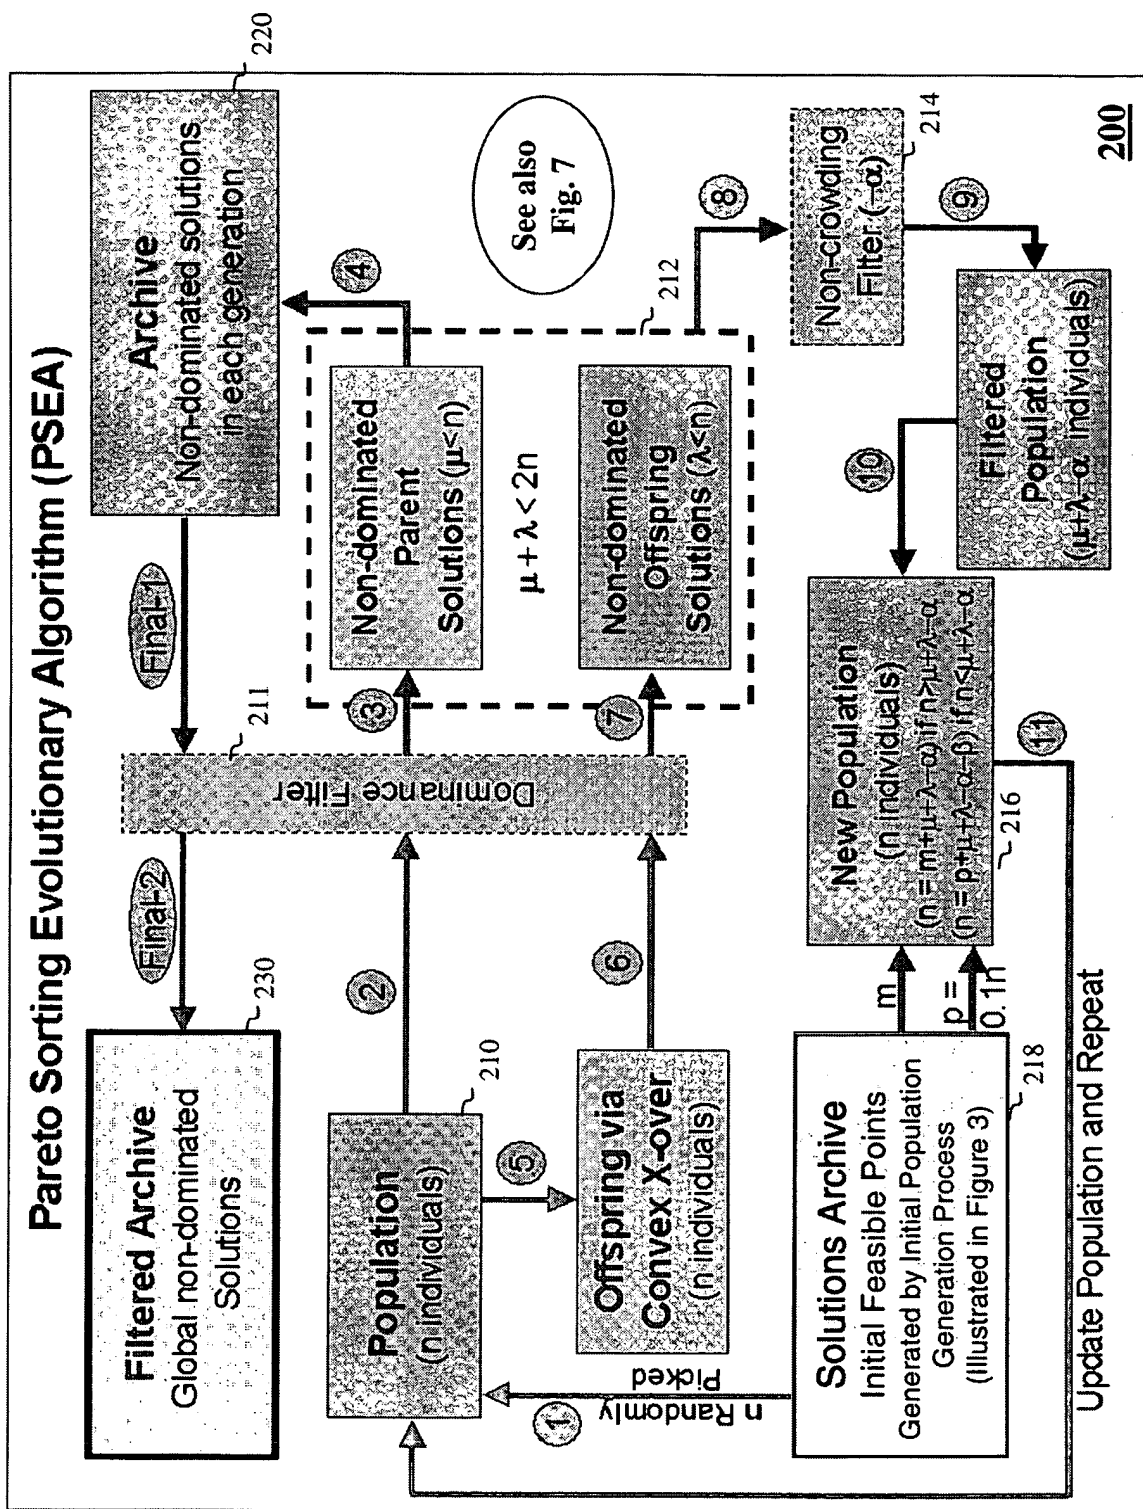 Pareto Sorting Evolutionary Algorithm (PSEA)
Filtered Archive
Global non-dominated
Solutions
230
Final-2
Final-1
211
Archive
Non-dominated solutions
in each generation
220
Population
(n individuals)
210
2
Dominance Filter
3
Non-dominated
Parent
Solutions (μ<n)
4
μ + λ < 2n
See also
Fig. 7
5
Offspring via
Convex X-over
(n individuals)
6
7
Non-dominated
Offspring
Solutions (λ<n)
212
8
1
n Randomly
Picked
Solutions Archive
Initial Feasible Points
Generated by Initial Population
Generation Process
(Illustrated in Figure 3)
218
m
p =
0.1n
New Population
(n individuals)
(n = m+μ+λ-α) if n>μ+λ-α
(n = p+μ+λ-α-β) if n<μ+λ-α
216
10
Filtered
Population
(μ+λ-α individuals)
9
Non-crowding
Filter (-α)
214
11
Update Population and Repeat
200